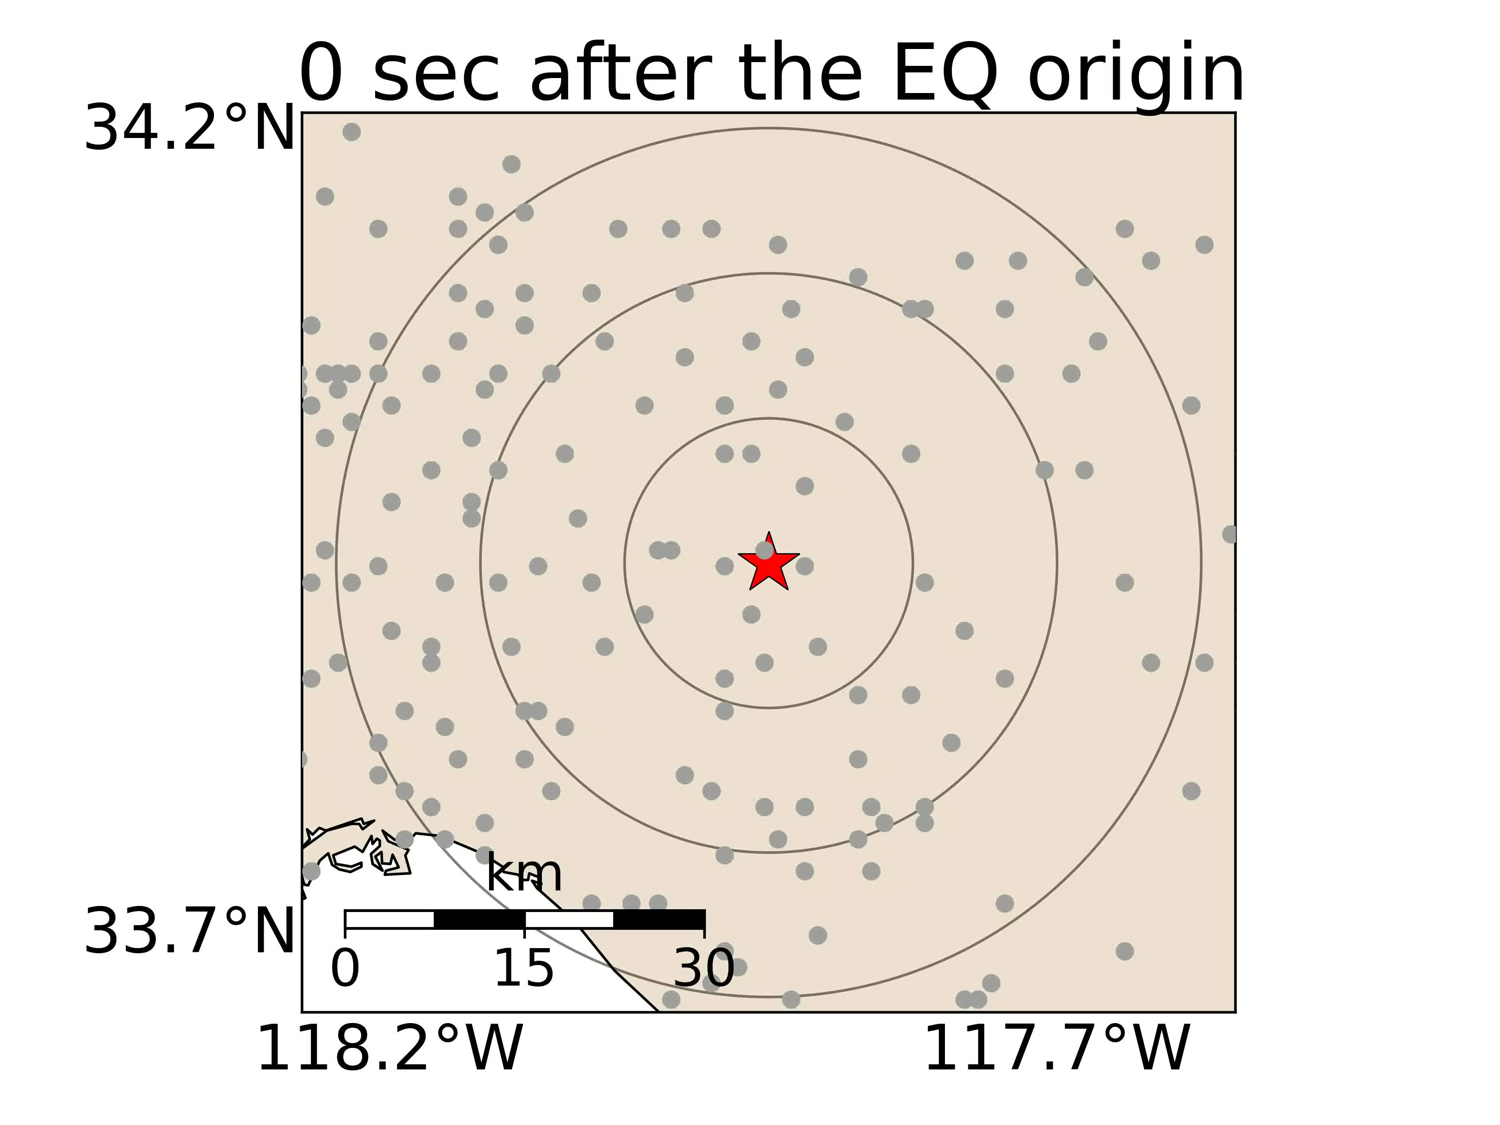 0 sec after the EQ origin
34.2°N
km
33.7°N
0 15 30
118.2°W 117.7°W